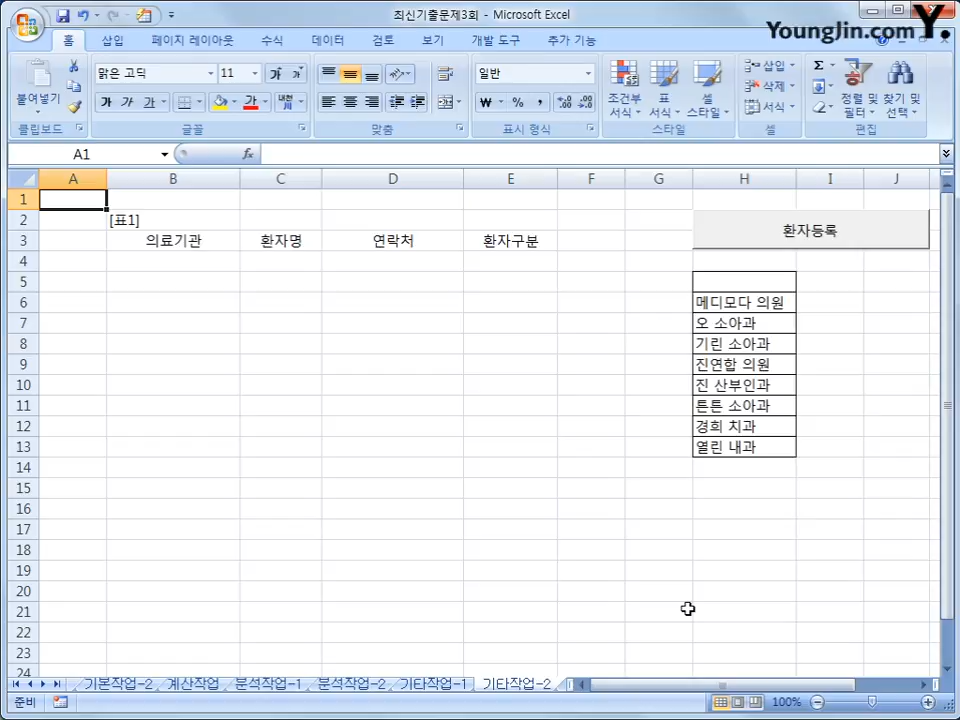 최신기출문제3회 - Microsoft Excel
YoungJin.com Y.
홈 삽입 페이지 레이아웃 수식 데이터 검토 보기 개발 도구 추가 기능
붙여넣기
맑은 고딕 11
가 가 가
일반
% ,
조건부 서식
표 서식
셀 스타일
삽입
삭제
서식
Σ
정렬 및 필터
찾기 및 선택
클립보드 글꼴 맞춤 표시 형식 스타일 셀 편집
A1 fx
A B C D E F G H I J
1
2 [표1] 환자등록
3 의료기관 환자명 연락처 환자구분
4
5
6 메디모다 의원
7 오 소아과
8 기린 소아과
9 진연합 의원
10 진 산부인과
11 튼튼 소아과
12 경희 치과
13 열린 내과
14
15
16
17
18
19
20
21
22
23
24
기본작업-2 계산작업 분석작업-1 분석작업-2 기타작업-1 기타작업-2
준비 100%